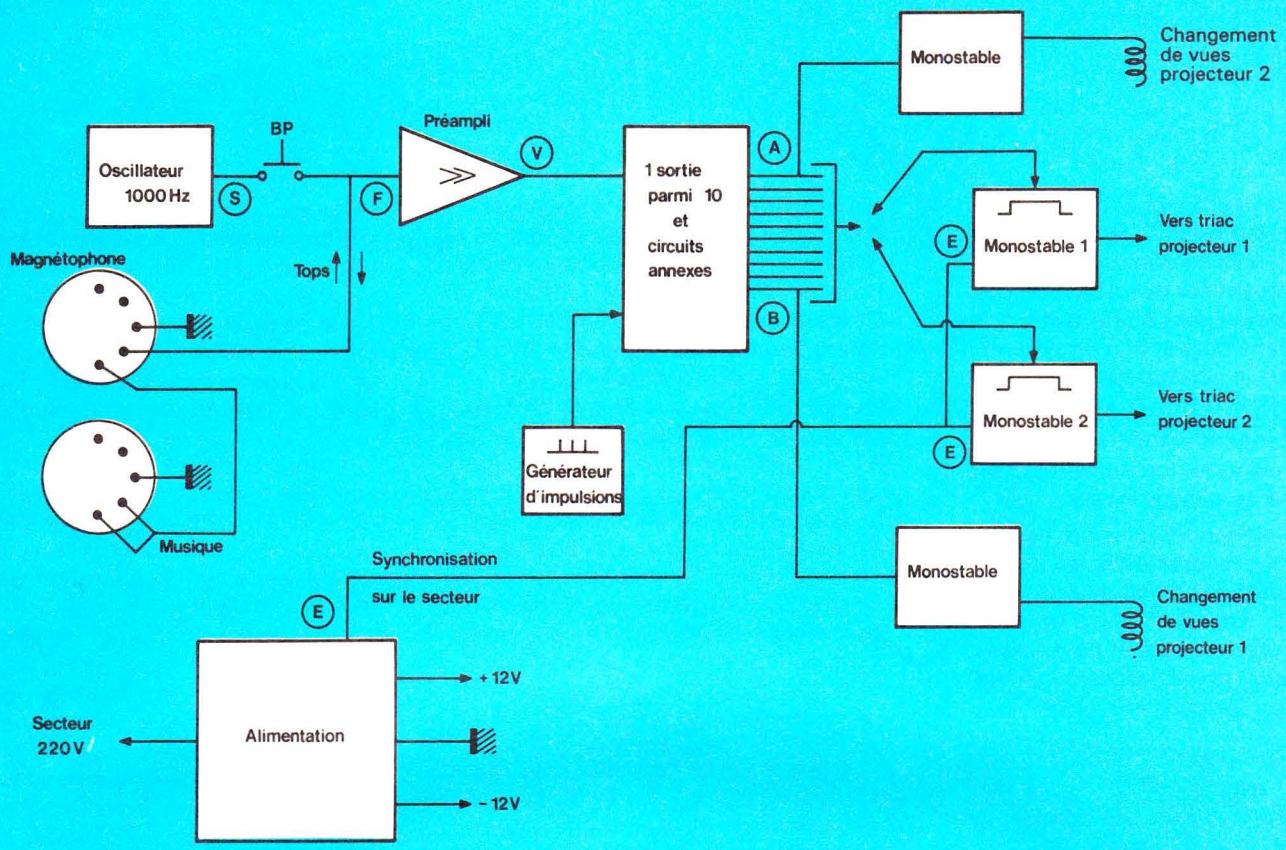 Changement
de vues
projecteur 2
Monostable
BP
Préampli
Oscillateur
1000 Hz
S
F
V
A
1 sortie
parmi 10
et
circuits
annexes
Magnétophone
Tops
E
Monostable 1
Vers triac
projecteur 1
B
Monostable 2
Vers triac
projecteur 2
E
Générateur
d'impulsions
Musique
Synchronisation
sur le secteur
Monostable
E
Changement
de vues
projecteur 1
+ 12V
Secteur
220V
Alimentation
- 12V